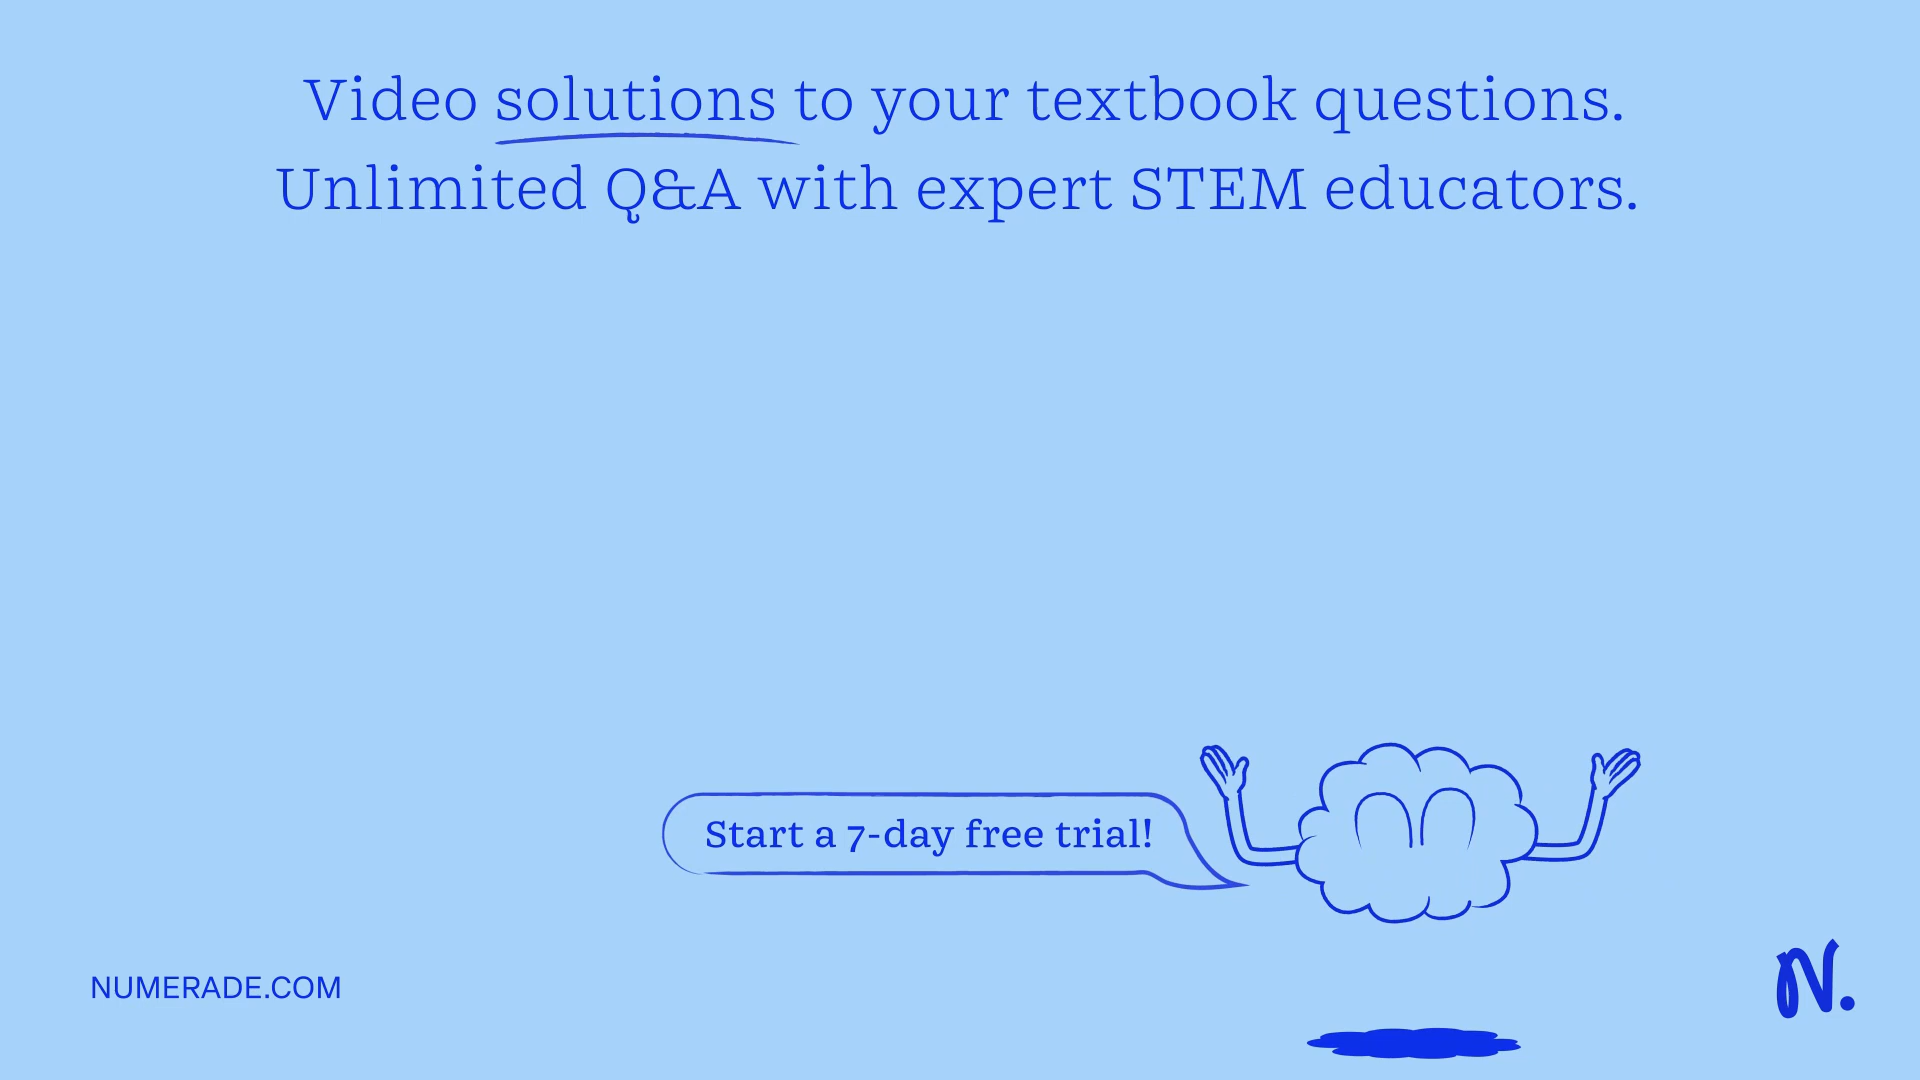 Video solutions to your textbook questions.
Unlimited Q&A with expert STEM educators.
Start a 7-day free trial!
NUMERADE.COM
N.